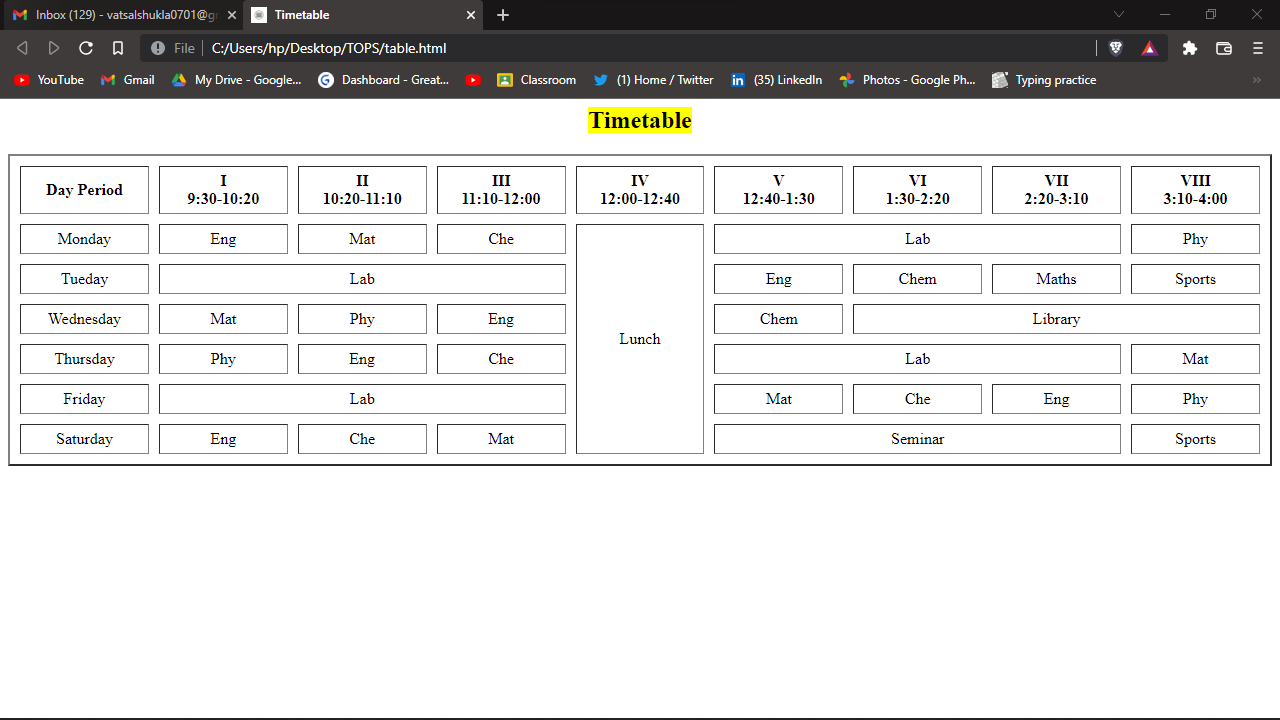 Inbox (129) - vatsalshukla0701@gr
Timetable
File C:/Users/hp/Desktop/TOPS/table.html
YouTube Gmail My Drive - Google... Dashboard - Great... Classroom (1) Home / Twitter (35) LinkedIn Photos - Google Ph... Typing practice
Timetable
Day Period I II III IV V VI VII VIII
9:30-10:20 10:20-11:10 11:10-12:00 12:00-12:40 12:40-1:30 1:30-2:20 2:20-3:10 3:10-4:00
Monday Eng Mat Che Lab Phy
Tueday Lab Eng Chem Maths Sports
Wednesday Mat Phy Eng Chem Library
Lunch
Thursday Phy Eng Che Lab Mat
Friday Lab Mat Che Eng Phy
Saturday Eng Che Mat Seminar Sports